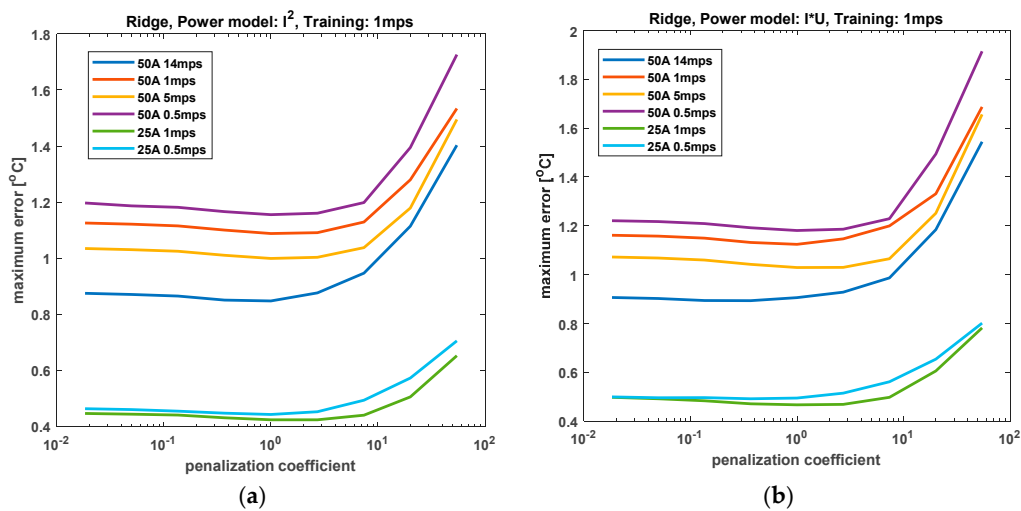 Ridge, Power model: I², Training: 1mps
1.8
1.6
1.4
1.2
1
0.8
0.6
0.4
maximum error [°C]
50A 14mps
50A 1mps
50A 5mps
50A 0.5mps
25A 1mps
25A 0.5mps
10⁻² 10⁻¹ 10⁰ 10¹ 10²
penalization coefficient
(a)
Ridge, Power model: I*U, Training: 1mps
2
1.8
1.6
1.4
1.2
1
0.8
0.6
0.4
maximum error [°C]
50A 14mps
50A 1mps
50A 5mps
50A 0.5mps
25A 1mps
25A 0.5mps
10⁻² 10⁻¹ 10⁰ 10¹ 10²
penalization coefficient
(b)